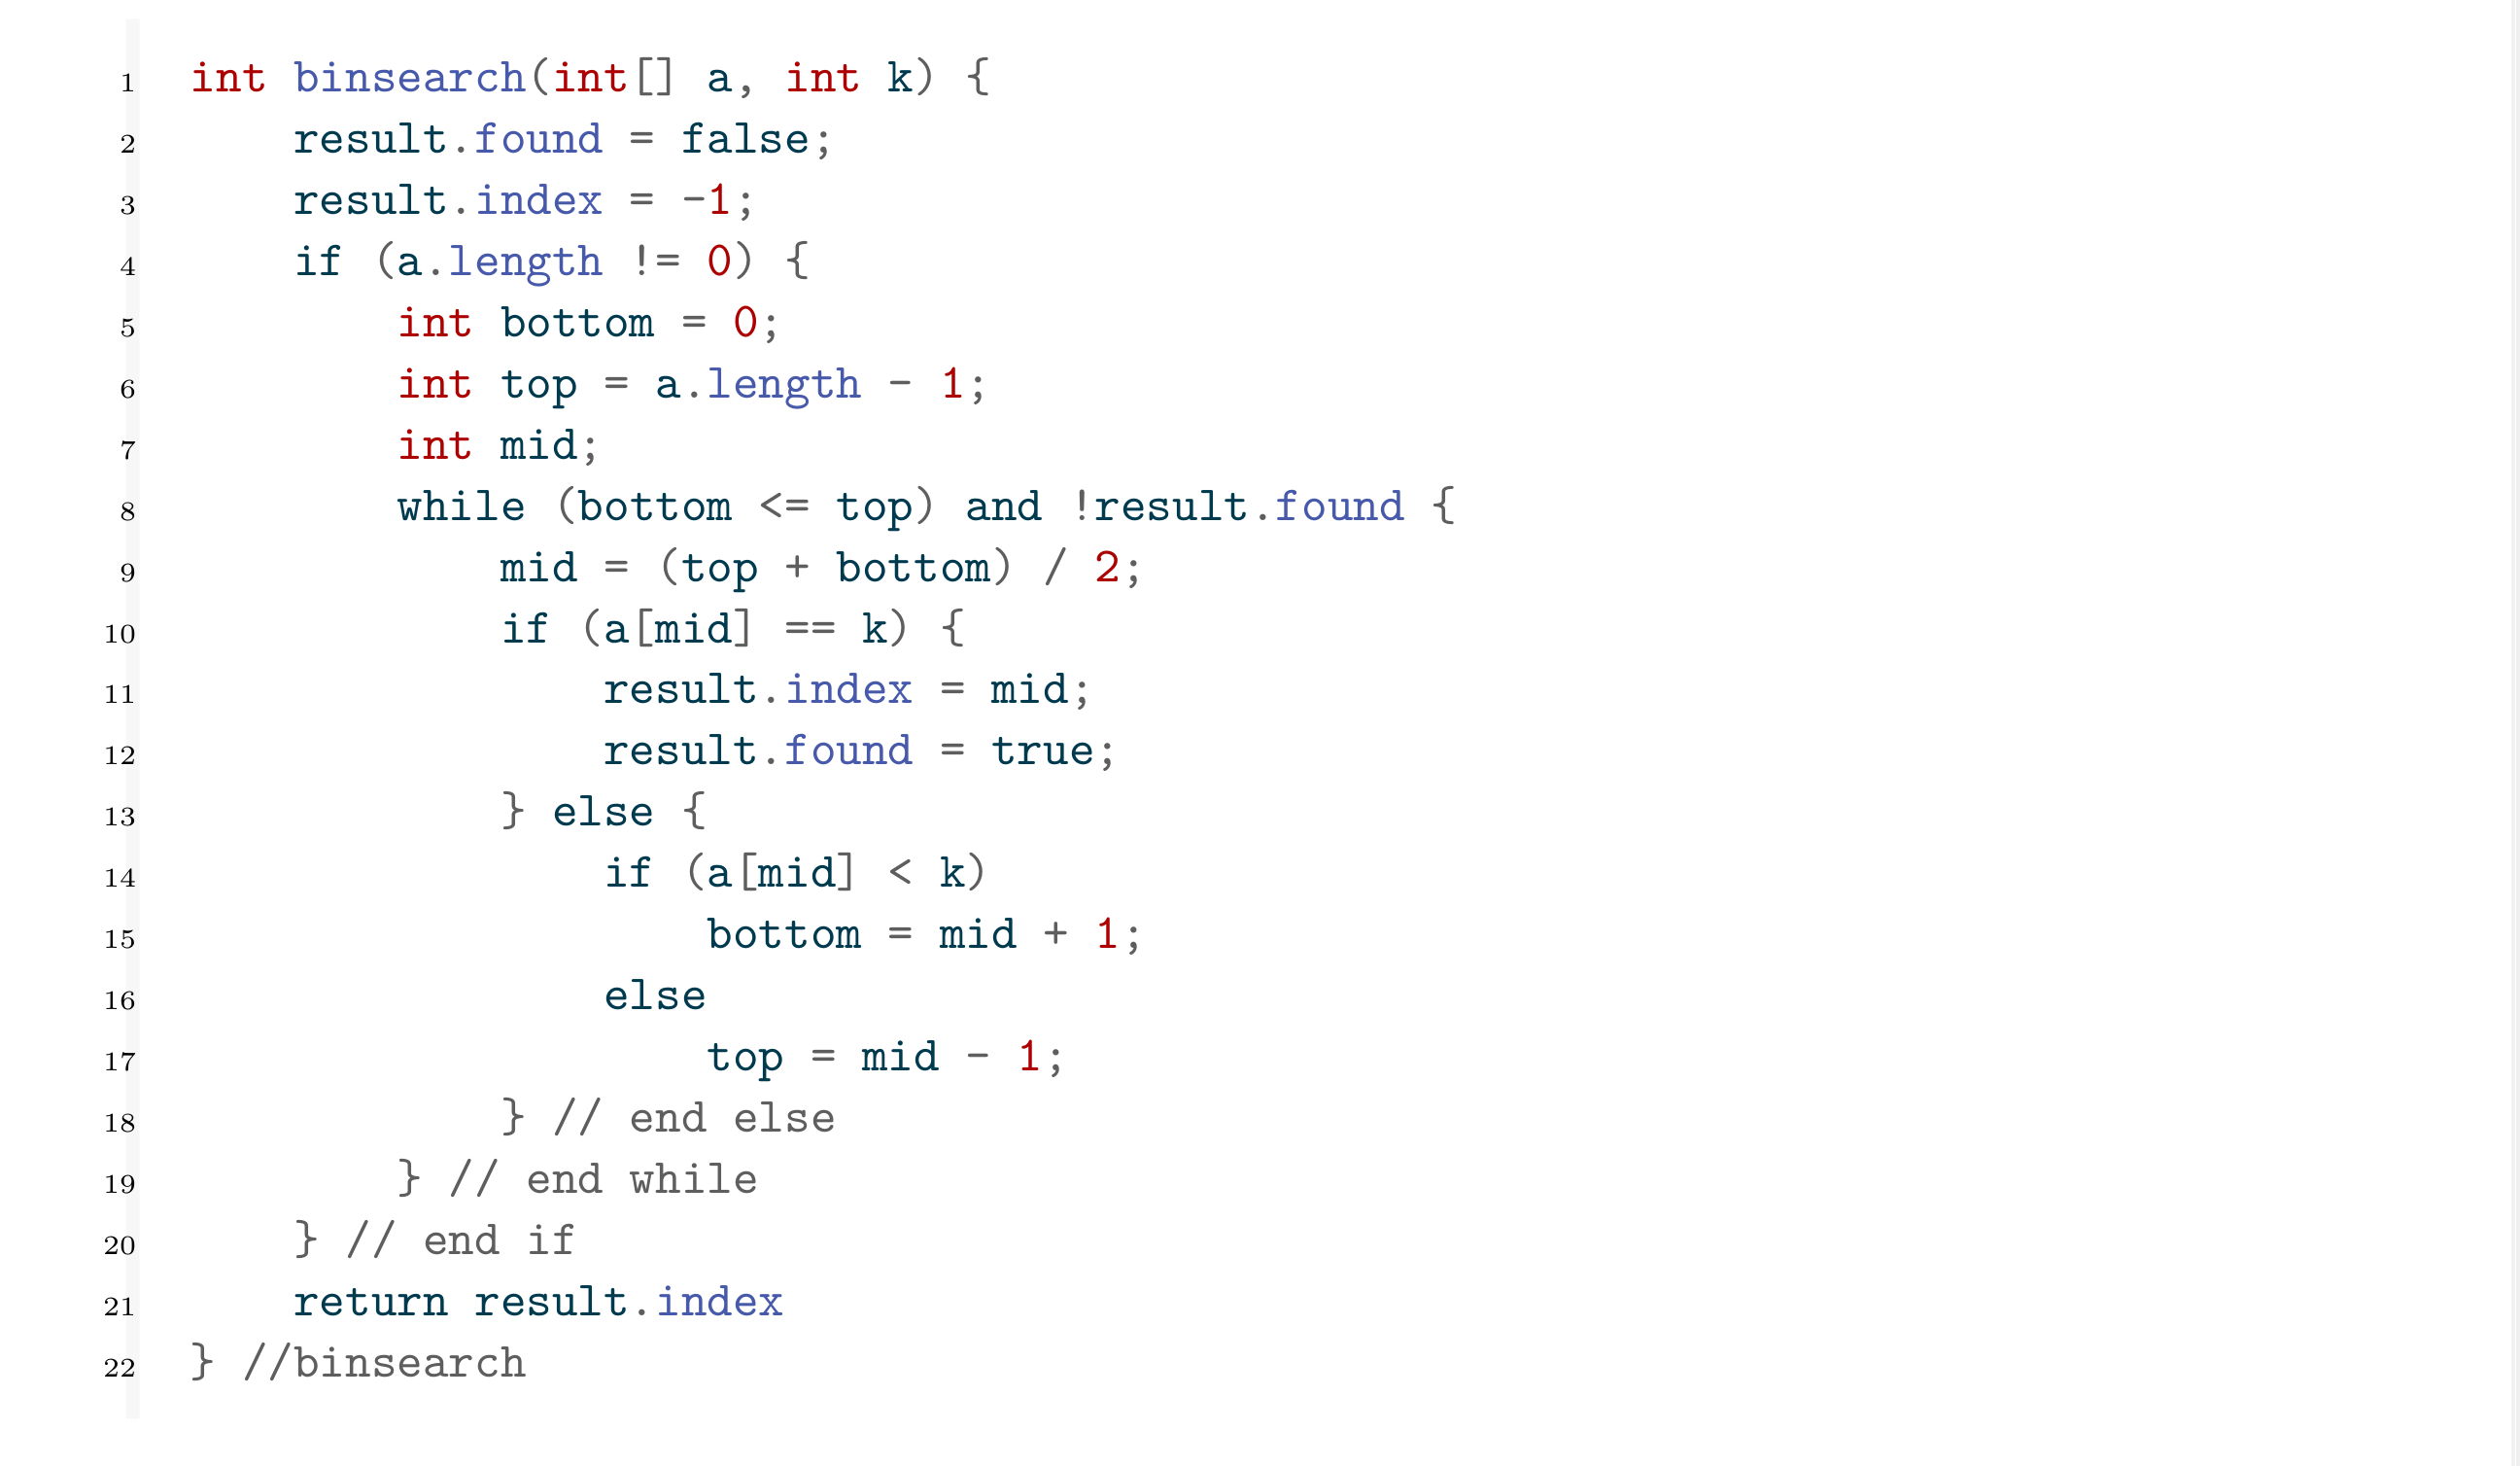 1 int binsearch(int[] a, int k) {
2     result.found = false;
3     result.index = -1;
4     if (a.length != 0) {
5         int bottom = 0;
6         int top = a.length - 1;
7         int mid;
8         while (bottom <= top) and !result.found {
9             mid = (top + bottom) / 2;
10             if (a[mid] == k) {
11                 result.index = mid;
12                 result.found = true;
13             } else {
14                 if (a[mid] < k)
15                     bottom = mid + 1;
16                 else
17                     top = mid - 1;
18             } // end else
19         } // end while
20     } // end if
21     return result.index
22 } //binsearch